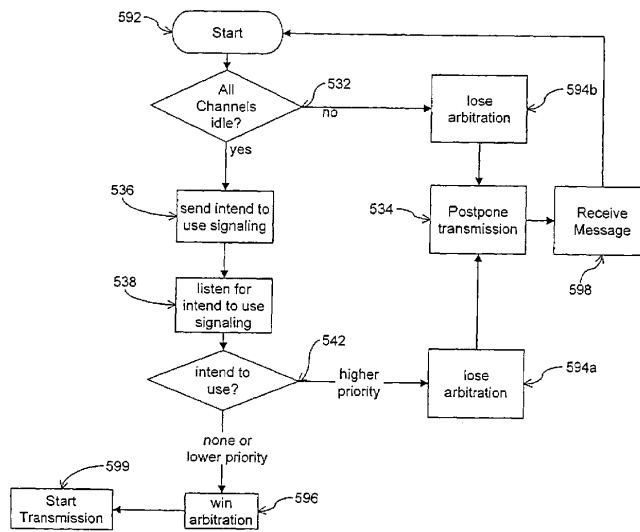 592
Start
All
Channels
idle?
532
no
yes
lose
arbitration
594b
536
send intend to
use signaling
534
Postpone
transmission
Receive
Message
598
538
listen for
intend to use
signaling
542
intend to
use?
higher
priority
lose
arbitration
594a
none or
lower priority
599
Start
Transmission
win
arbitration
596